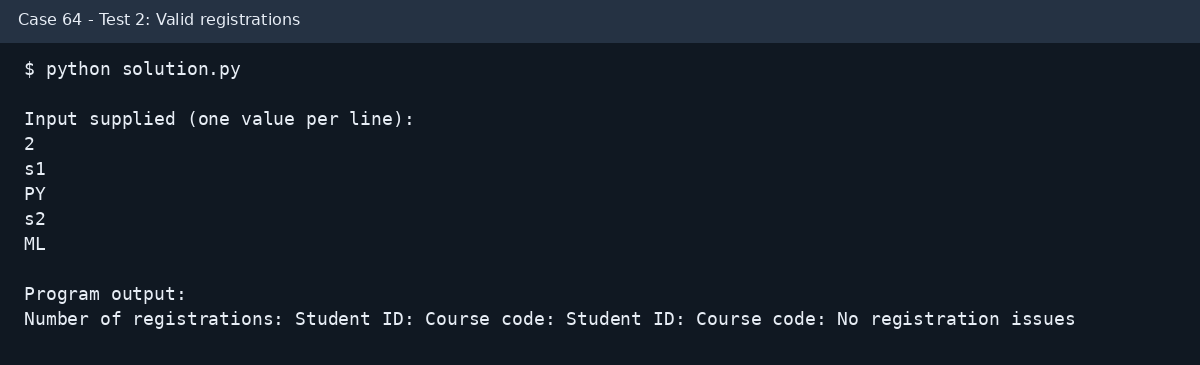 Case 64 - Test 2: Valid registrations
$ python solution.py
Input supplied (one value per line):
2
s1
PY
s2
ML
Program output:
Number of registrations: Student ID: Course code: Student ID: Course code: No registration issues